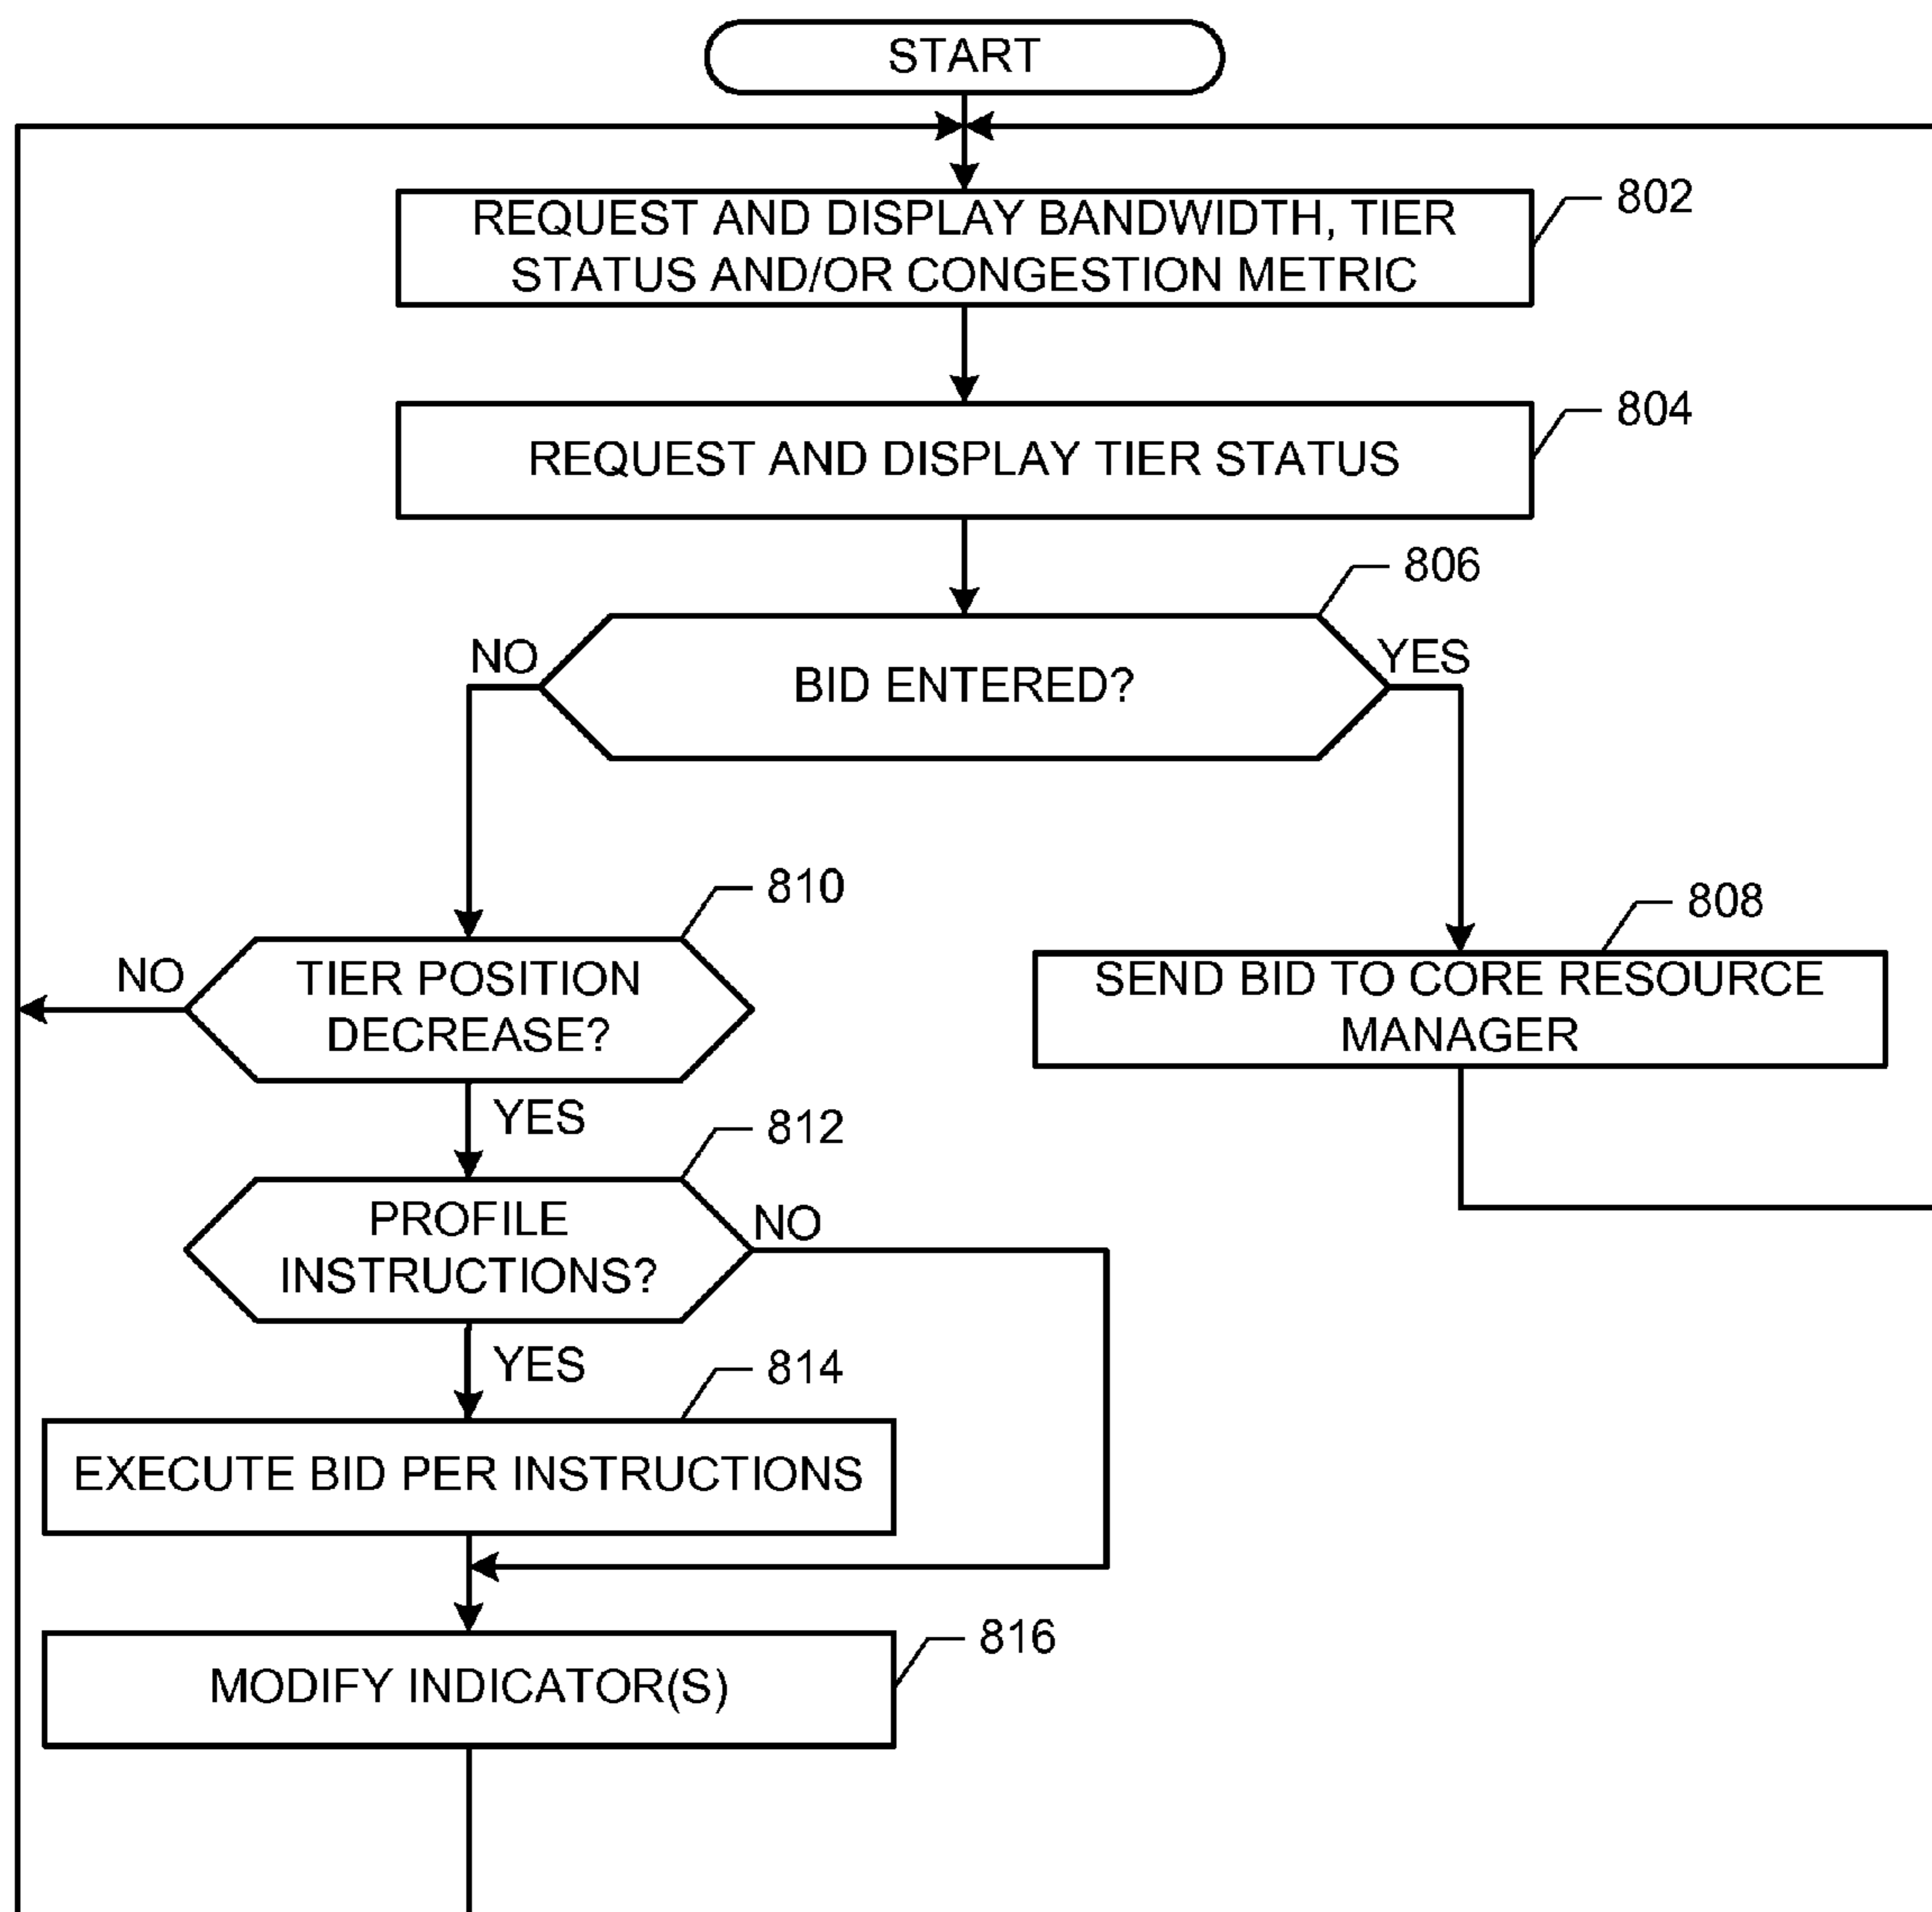 START
REQUEST AND DISPLAY BANDWIDTH, TIER
STATUS AND/OR CONGESTION METRIC
802
REQUEST AND DISPLAY TIER STATUS
804
806
NO
BID ENTERED?
YES
810
NO
TIER POSITION
DECREASE?
YES
808
SEND BID TO CORE RESOURCE
MANAGER
812
PROFILE
INSTRUCTIONS?
NO
YES
814
EXECUTE BID PER INSTRUCTIONS
816
MODIFY INDICATOR(S)